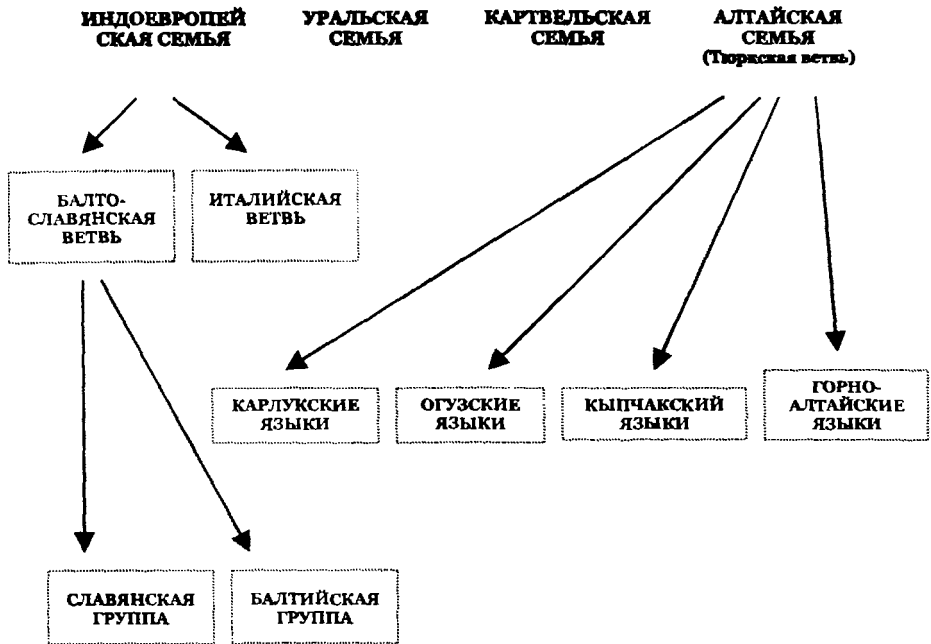 ИНДОЕВРОПЕЙ
СКАЯ СЕМЬЯ
УРАЛЬСКАЯ
СЕМЬЯ
КАРТВЕЛЬСКАЯ
СЕМЬЯ
АЛТАЙСКАЯ
СЕМЬЯ
(Тюркская ветвь)
БАЛТО-
СЛАВЯНСКАЯ
ВЕТВЬ
ИТАЛИЙСКАЯ
ВЕТВЬ
КАРЛУКСКИЕ
ЯЗЫКИ
ОГУЗСКИЕ
ЯЗЫКИ
КЫПЧАКСКИЙ
ЯЗЫКИ
ГОРНО-
АЛТАЙСКИЕ
ЯЗЫКИ
СЛАВЯНСКАЯ
ГРУППА
БАЛТИЙСКАЯ
ГРУППА